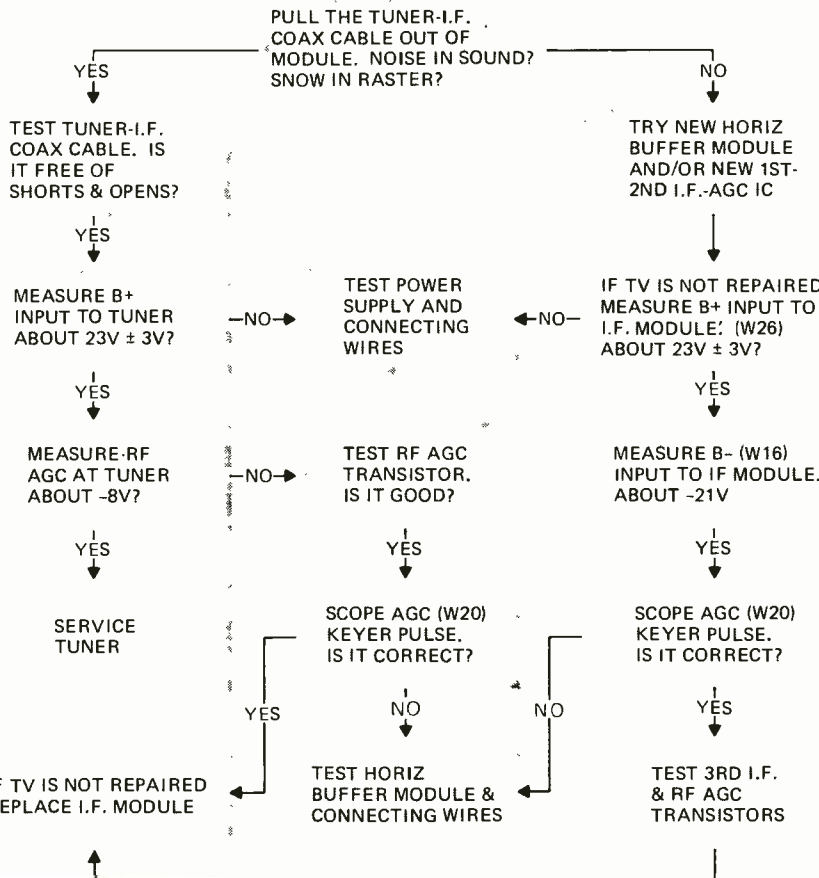 PULL THE TUNER-I.F.
COAX CABLE OUT OF
MODULE. NOISE IN SOUND?
SNOW IN RASTER?
YES
NO
TEST TUNER-I.F.
COAX CABLE. IS
IT FREE OF
SHORTS & OPENS?
TRY NEW HORIZ
BUFFER MODULE
AND/OR NEW 1ST-
2ND I.F.-AGC IC
YES
MEASURE B+
INPUT TO TUNER
ABOUT 23V ± 3V?
NO
TEST POWER
SUPPLY AND
CONNECTING
WIRES
NO
IF TV IS NOT REPAIRED
MEASURE B+ INPUT TO
I.F. MODULE: (W26)
ABOUT 23V ± 3V?
YES
YES
MEASURE RF
AGC AT TUNER
ABOUT -8V?
NO
TEST RF AGC
TRANSISTOR.
IS IT GOOD?
MEASURE B- (W16)
INPUT TO IF MODULE.
ABOUT -21V
YES
YES
YES
SERVICE
TUNER
SCOPE AGC (W20)
KEYER PULSE.
IS IT CORRECT?
SCOPE AGC (W20)
KEYER PULSE.
IS IT CORRECT?
YES
NO
NO
YES
F TV IS NOT REPAIRED
EPLACE I.F. MODULE
TEST HORIZ
BUFFER MODULE &
CONNECTING WIRES
TEST 3RD I.F.
& RF AGC
TRANSISTORS